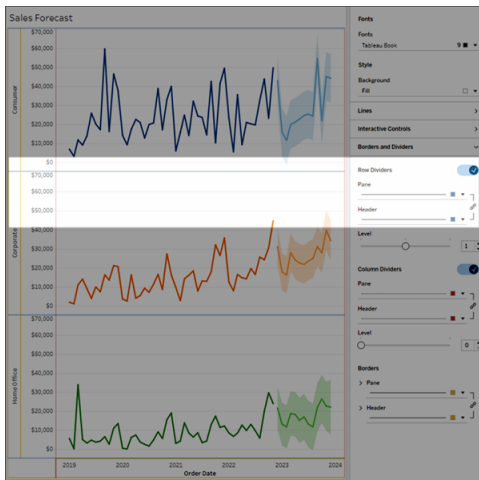 Sales Forecast
Consumer
$70,000
$60,000
$50,000
$40,000
$30,000
$20,000
$10,000
$0
Corporate
$70,000
$60,000
$50,000
$40,000
$30,000
$20,000
$10,000
$0
Home Office
$70,000
$60,000
$50,000
$40,000
$30,000
$20,000
$10,000
$0
2019 2020 2021 2022 2023 2024
Order Date
Fonts
Fonts
Tableau Book 9
Style
Background
Fill
Lines
Interactive Controls
Borders and Dividers
Row Dividers
Pane
Header
Level
1
Column Dividers
Pane
Header
Level
0
Borders
Pane
Header